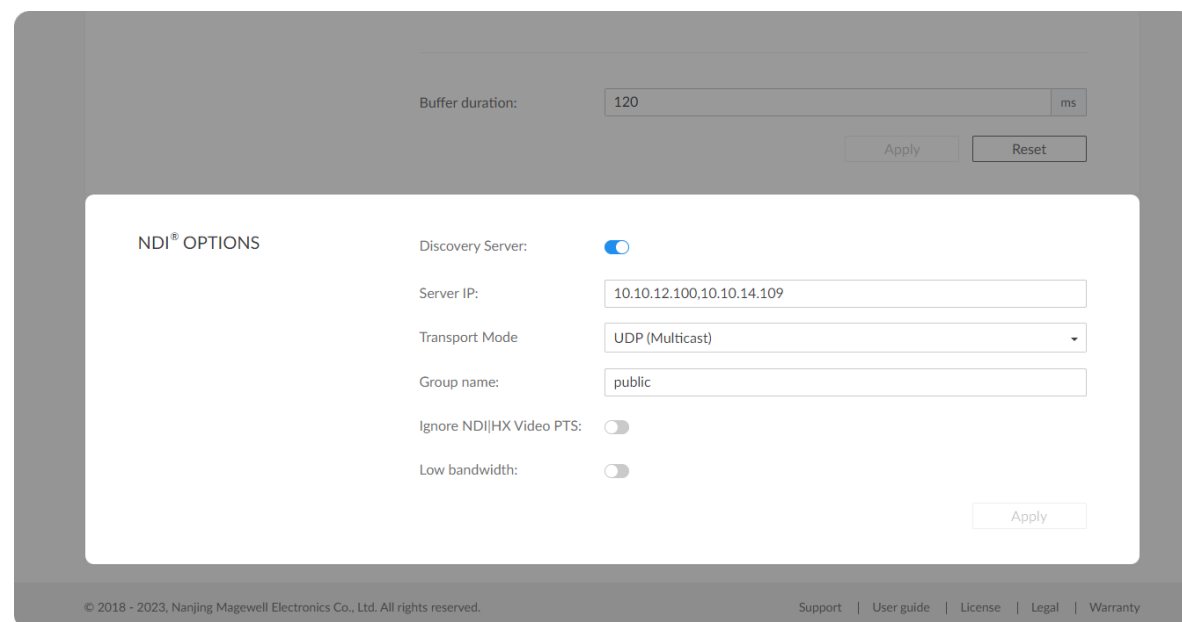 Buffer duration: 120 ms
Apply Reset
NDI® OPTIONS
Discovery Server:
Server IP: 10.10.12.100,10.10.14.109
Transport Mode UDP (Multicast)
Group name: public
Ignore NDI|HX Video PTS:
Low bandwidth:
Apply
© 2018 - 2023, Nanjing Magewell Electronics Co., Ltd. All rights reserved. Support | User guide | License | Legal | Warranty